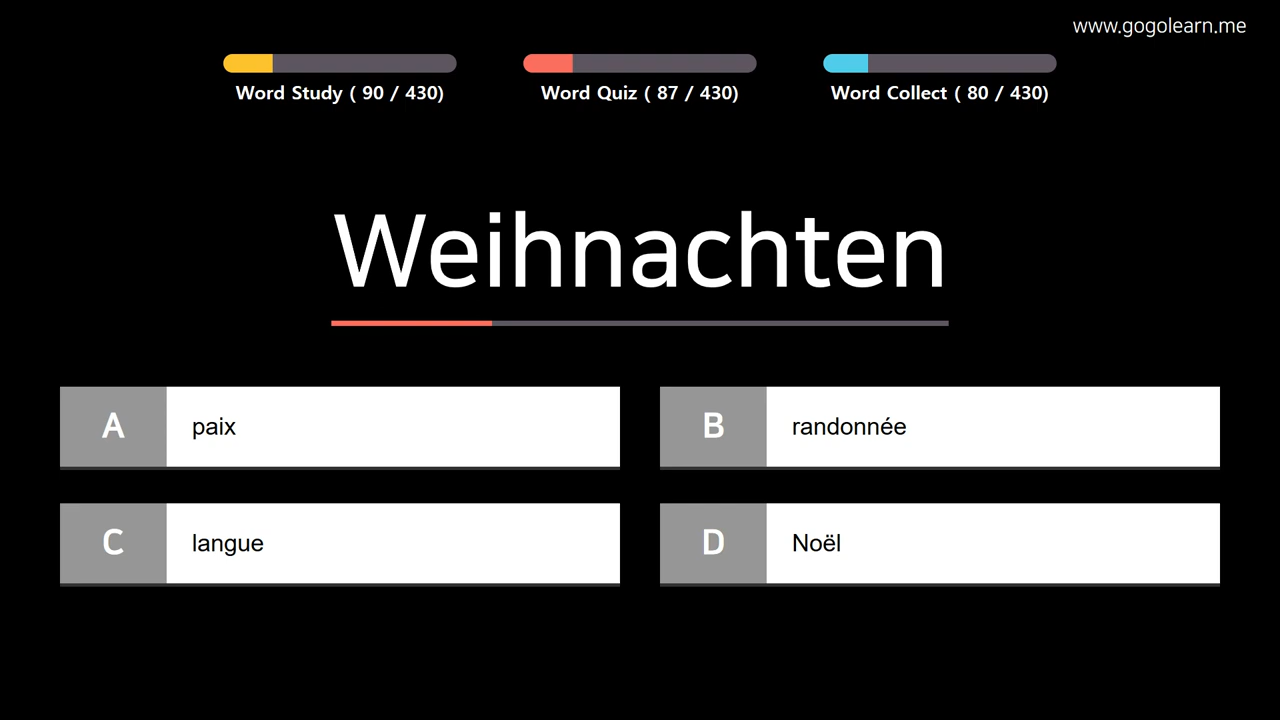 www.gogolearn.me
Word Study ( 90 / 430)
Word Quiz ( 87 / 430)
Word Collect ( 80 / 430)
Weihnachten
A paix
B randonnée
C langue
D Noël